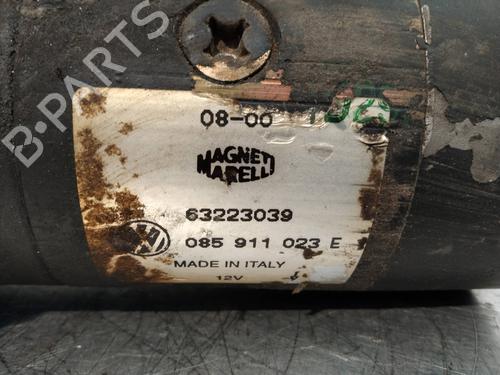 B-PARTS
08-00
MAGNETI
MARELLI
63223039
085 911 023 E
MADE IN ITALY
12V